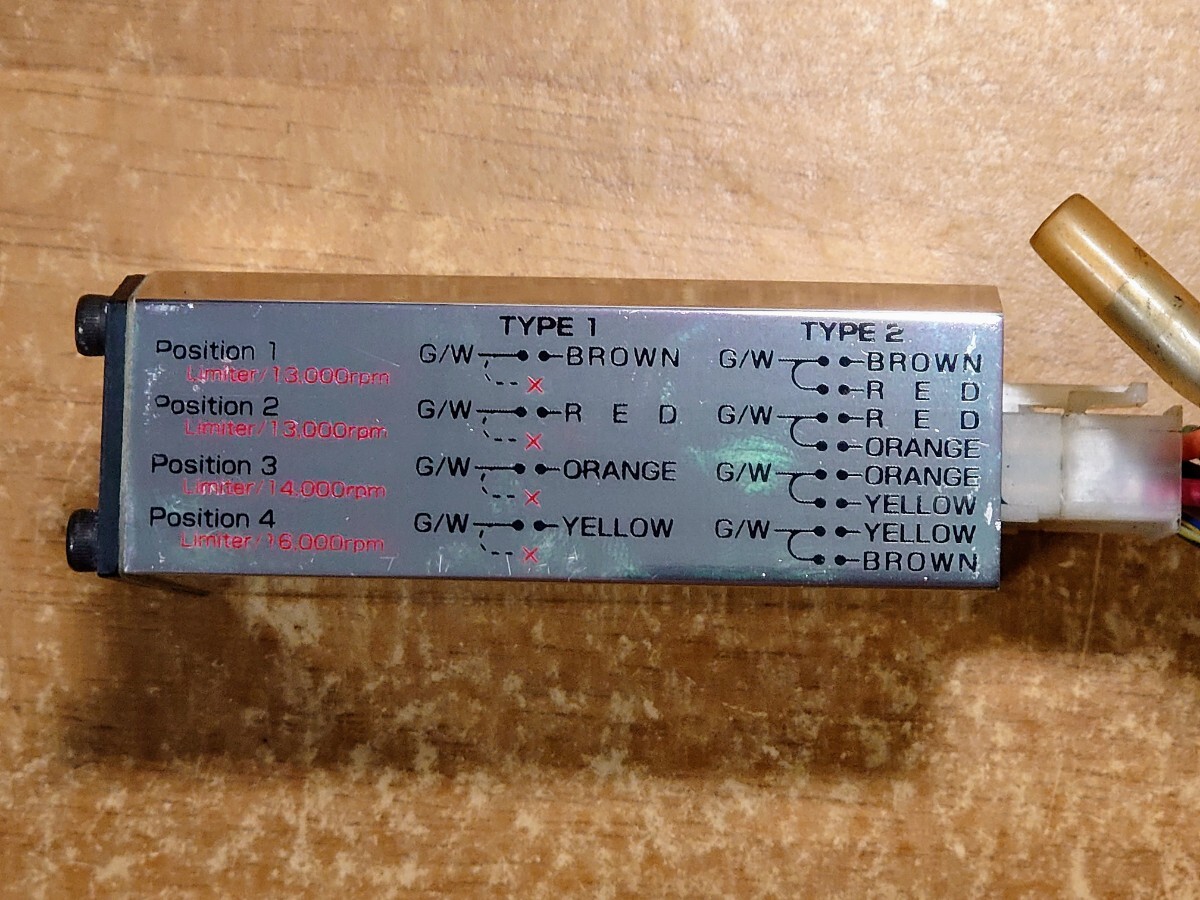 TYPE 1 TYPE 2
Position 1 G/W BROWN G/W BROWN
Limiter/13,000rpm × R E D
Position 2 G/W R E D G/W R E D
Limiter/13,000rpm × ORANGE
Position 3 G/W ORANGE G/W ORANGE
Limiter/14,000rpm × YELLOW
Position 4 G/W YELLOW G/W YELLOW
Limiter/16,000rpm × BROWN